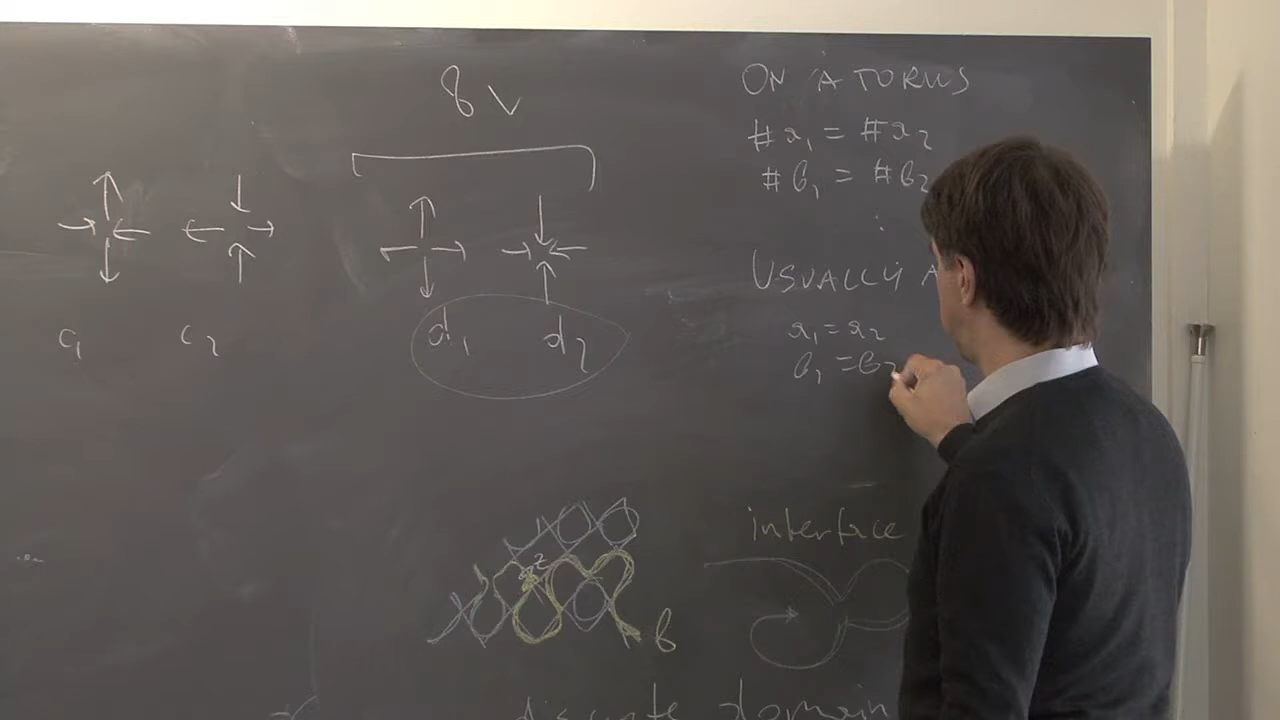 8V
c₁ c₂ d₁ d₂
ON A TORUS
#a₁ = #a₂
#b₁ = #b₂
⋮
USUALLY
a₁ = a₂
b₁ = b₂
interface
b
z
discrete domain